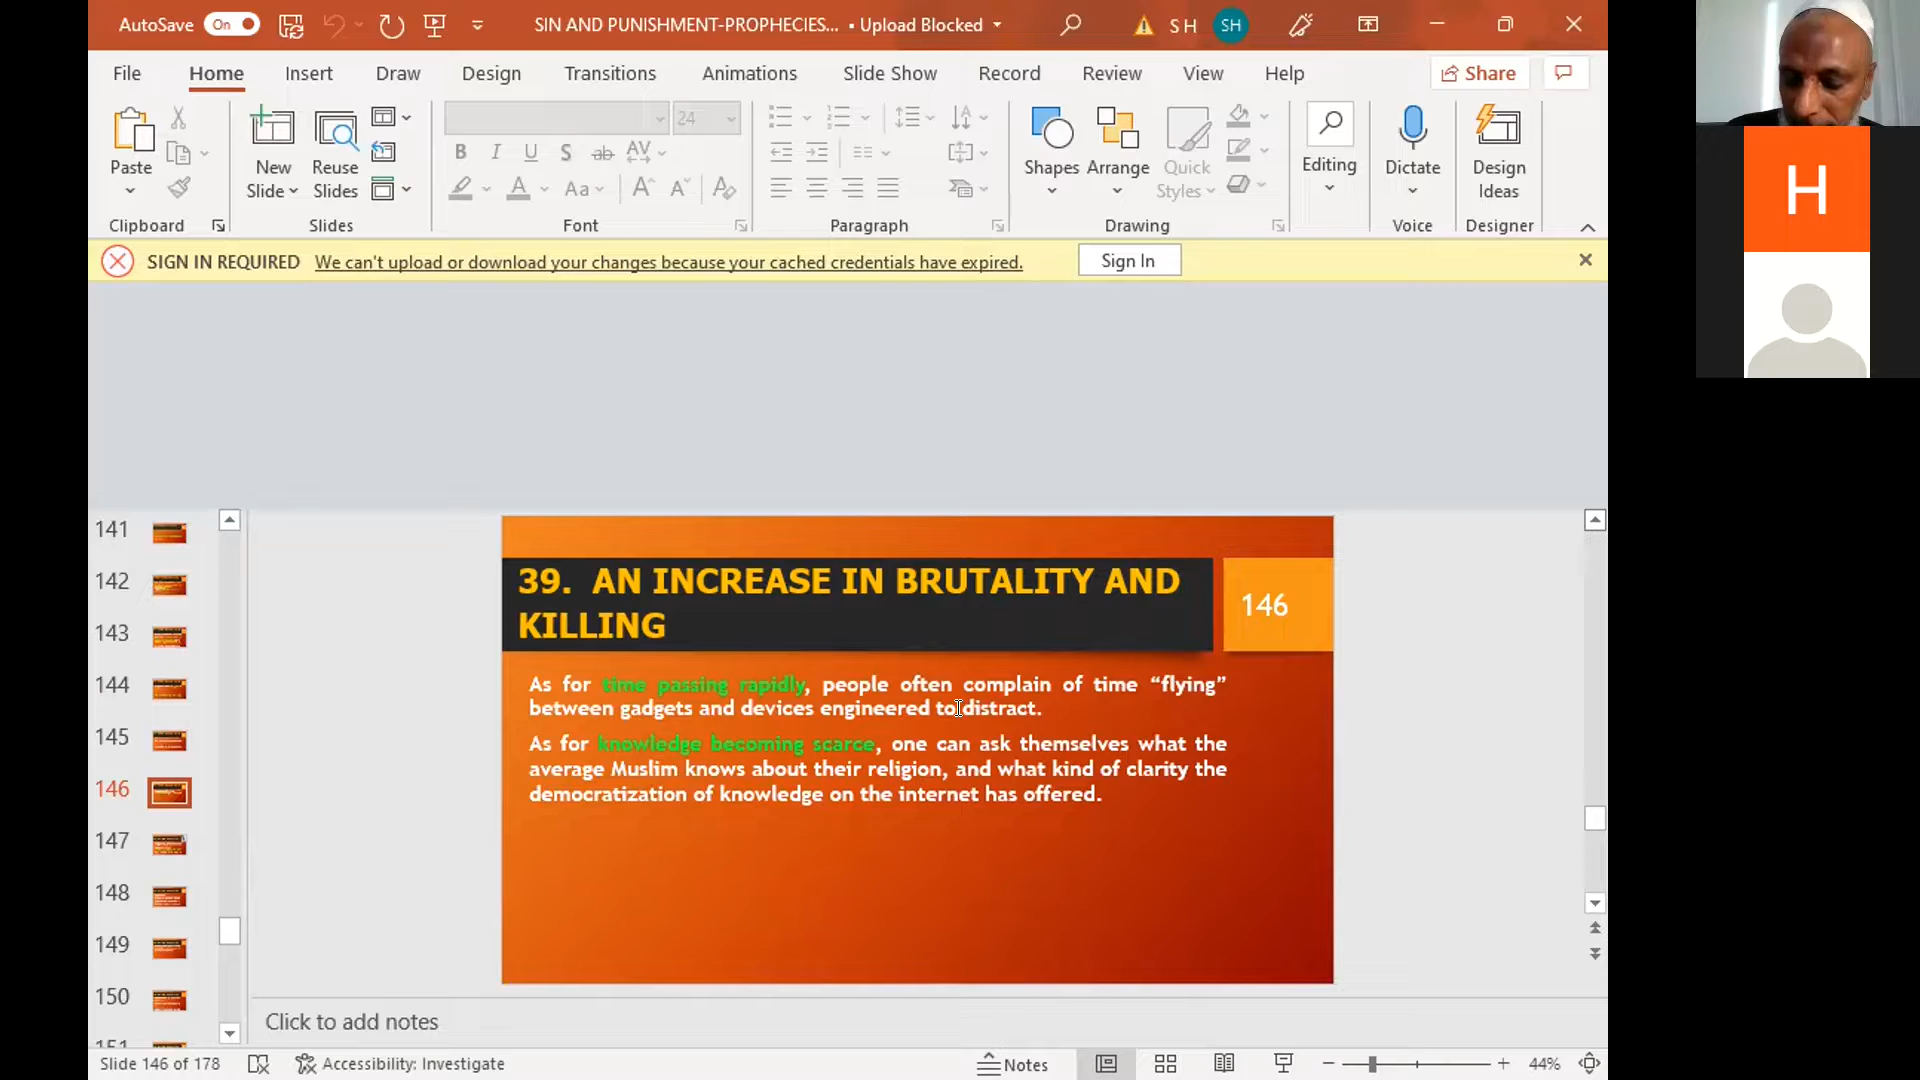 AutoSave On SIN AND PUNISHMENT-PROPHECIES... • Upload Blocked S H SH
File Home Insert Draw Design Transitions Animations Slide Show Record Review View Help Share
24
B I U S ab AV
Aa A A A
Paste New Slide Reuse Slides Shapes Arrange Quick Styles Editing Dictate Design Ideas
Clipboard Slides Font Paragraph Drawing Voice Designer
SIGN IN REQUIRED We can't upload or download your changes because your cached credentials have expired. Sign In
H
141
142
143
144
145
146
147
148
149
150
151
39. AN INCREASE IN BRUTALITY AND
KILLING
146
As for time passing rapidly, people often complain of time “flying”
between gadgets and devices engineered to distract.
As for knowledge becoming scarce, one can ask themselves what the
average Muslim knows about their religion, and what kind of clarity the
democratization of knowledge on the internet has offered.
Click to add notes
Slide 146 of 178 Accessibility: Investigate Notes 44%